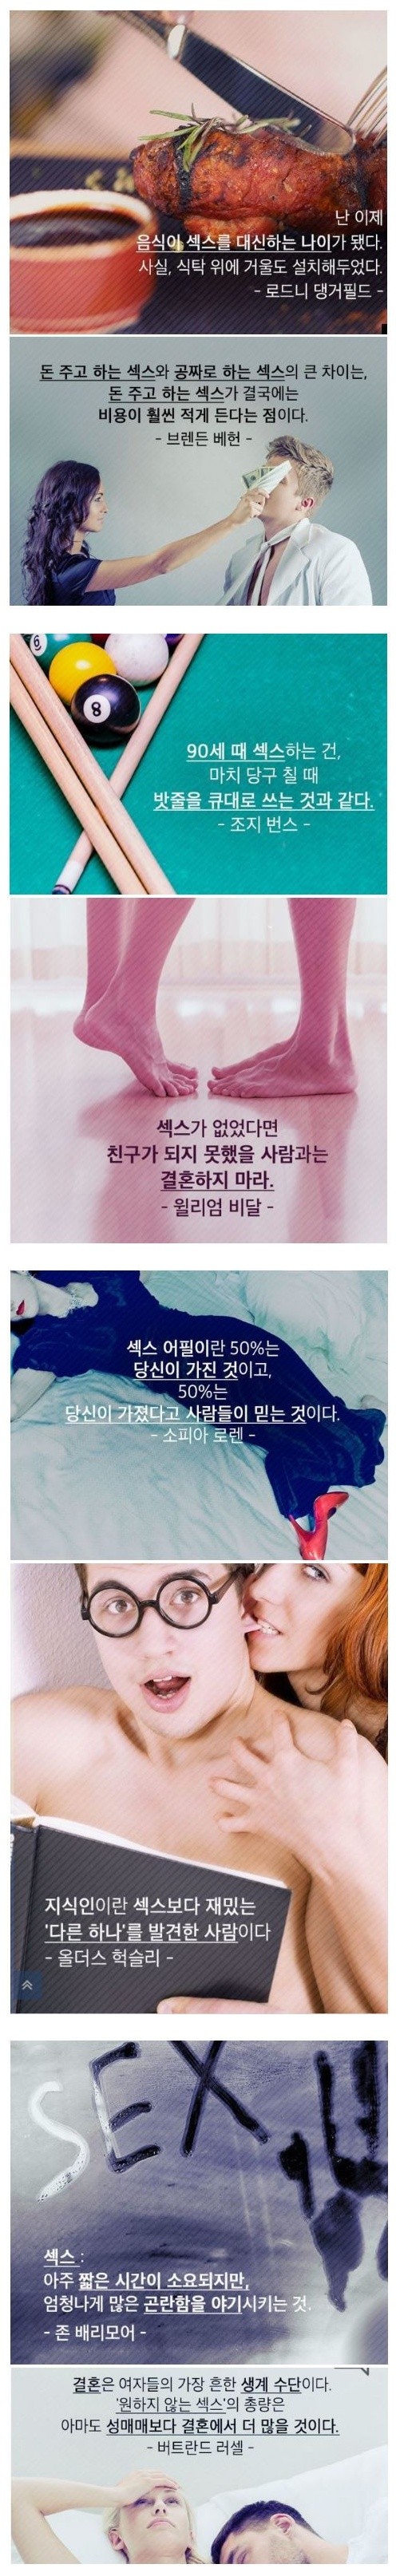 난 이제
음식이 섹스를 대신하는 나이가 됐다.
사실, 식탁 위에 거울도 설치해두었다.
- 로드니 댕거필드 -
돈 주고 하는 섹스와 공짜로 하는 섹스의 큰 차이는,
돈 주고 하는 섹스가 결국에는
비용이 훨씬 적게 든다는 점이다.
- 브렌든 베헌 -
6
8
90세 때 섹스하는 건,
마치 당구 칠 때
밧줄을 큐대로 쓰는 것과 같다.
- 조지 번스 -
섹스가 없었다면
친구가 되지 못했을 사람과는
결혼하지 마라.
- 윌리엄 비달 -
섹스 어필이란 50%는
당신이 가진 것이고,
50%는
당신이 가졌다고 사람들이 믿는 것이다.
- 소피아 로렌 -
지식인이란 섹스보다 재밌는
'다른 하나'를 발견한 사람이다
- 올더스 헉슬리 -
SEX
섹스 :
아주 짧은 시간이 소요되지만,
엄청나게 많은 곤란함을 야기시키는 것.
- 존 배리모어 -
결혼은 여자들의 가장 흔한 생계 수단이다.
'원하지 않는 섹스'의 총량은
아마도 성매매보다 결혼에서 더 많을 것이다.
- 버트란드 러셀 -